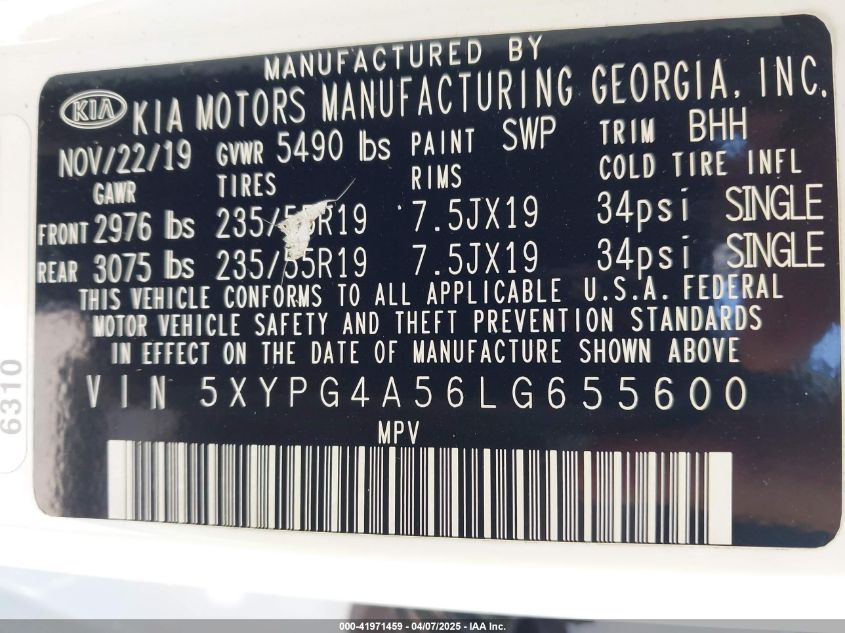 MANUFACTURED BY
KIA KIA MOTORS MANUFACTURING GEORGIA, INC.
NOV/22/19 GVWR 5490 lbs PAINT SWP TRIM BHH
GAWR TIRES RIMS COLD TIRE INFL
FRONT 2976 lbs 235/55R19 7.5JX19 34psi SINGLE
REAR 3075 lbs 235/55R19 7.5JX19 34psi SINGLE
THIS VEHICLE CONFORMS TO ALL APPLICABLE U.S.A. FEDERAL
MOTOR VEHICLE SAFETY AND THEFT PREVENTION STANDARDS
IN EFFECT ON THE DATE OF MANUFACTURE SHOWN ABOVE
VIN 5XYPG4A56LG655600
MPV
6310
000-41971459 - 04/07/2025 - IAA Inc.